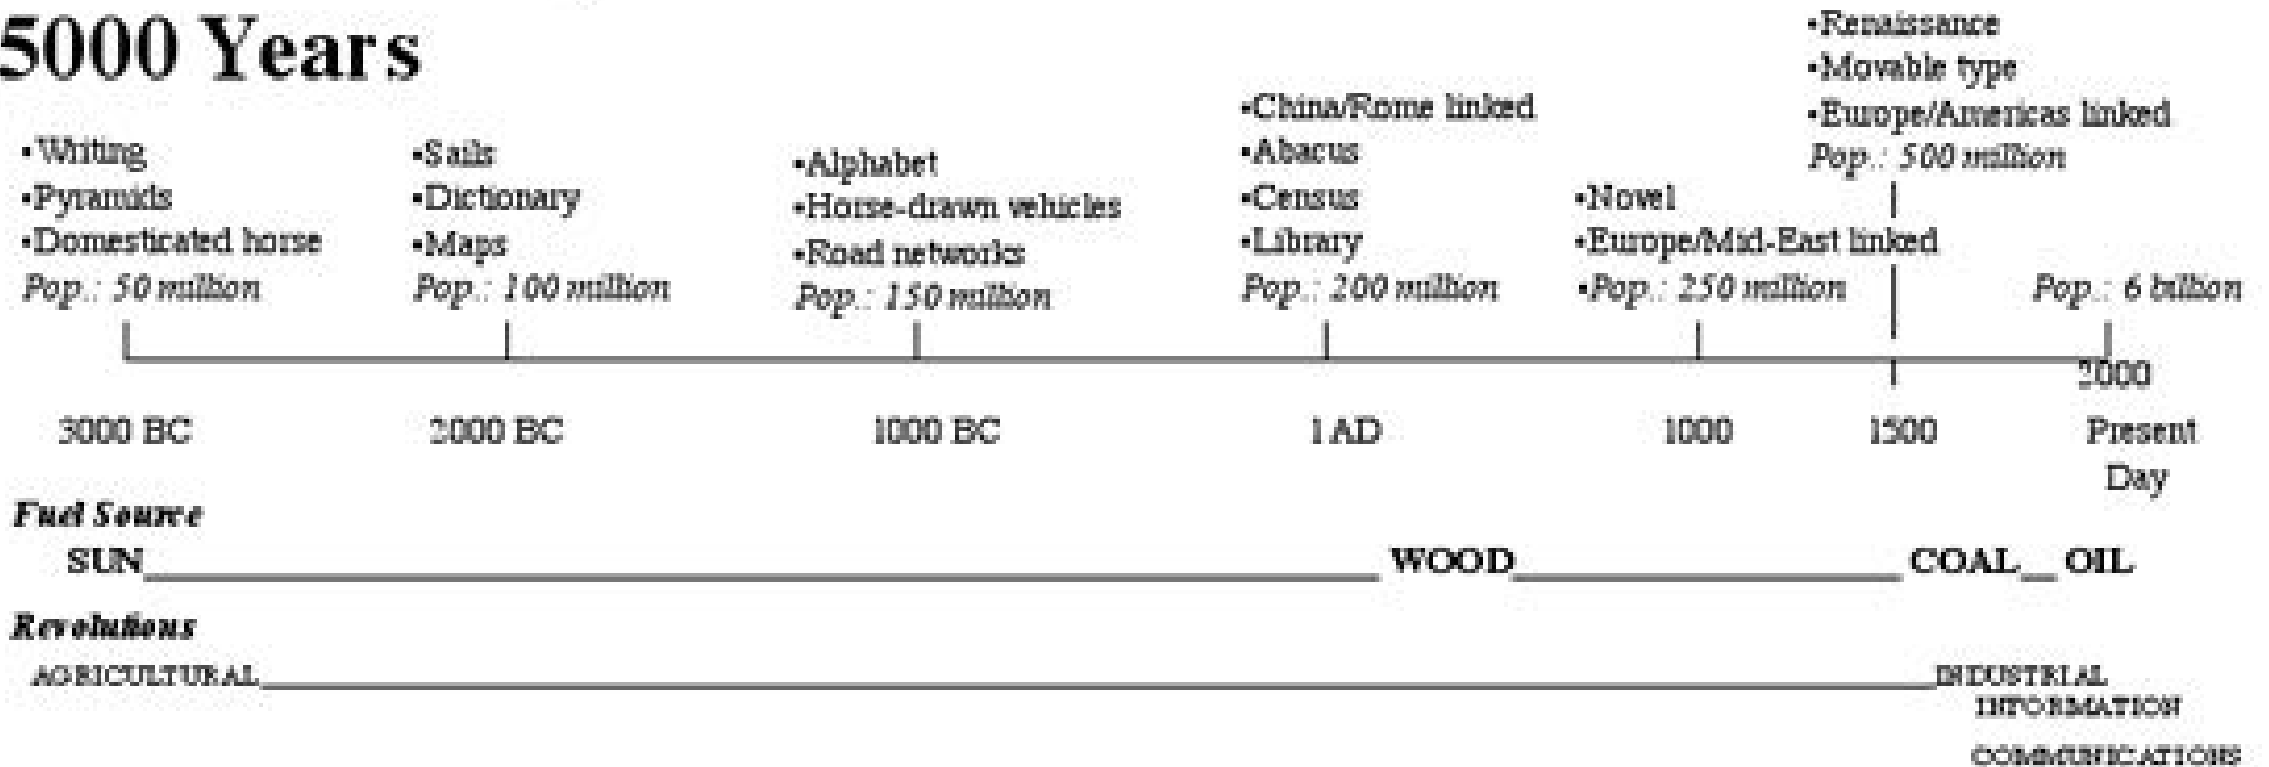 5000 Years
•Writing
•Pyramids
•Domesticated horse
Pop.: 50 million
•Sails
•Dictionary
•Maps
Pop.: 100 million
•Alphabet
•Horse-drawn vehicles
•Road networks
Pop.: 150 million
•China/Rome linked
•Abacus
•Census
•Library
Pop.: 200 million
•Novel
•Europe/Mid-East linked
•Pop.: 250 million
•Renaissance
•Movable type
•Europe/Americas linked
Pop.: 500 million
Pop.: 6 billion
3000 BC
2000 BC
1000 BC
1 AD
1000
1500
2000
Present
Day
Fuel Source
SUN WOOD COAL OIL
Revolutions
AGRICULTURAL INDUSTRIAL
INFORMATION
COMMUNICATIONS